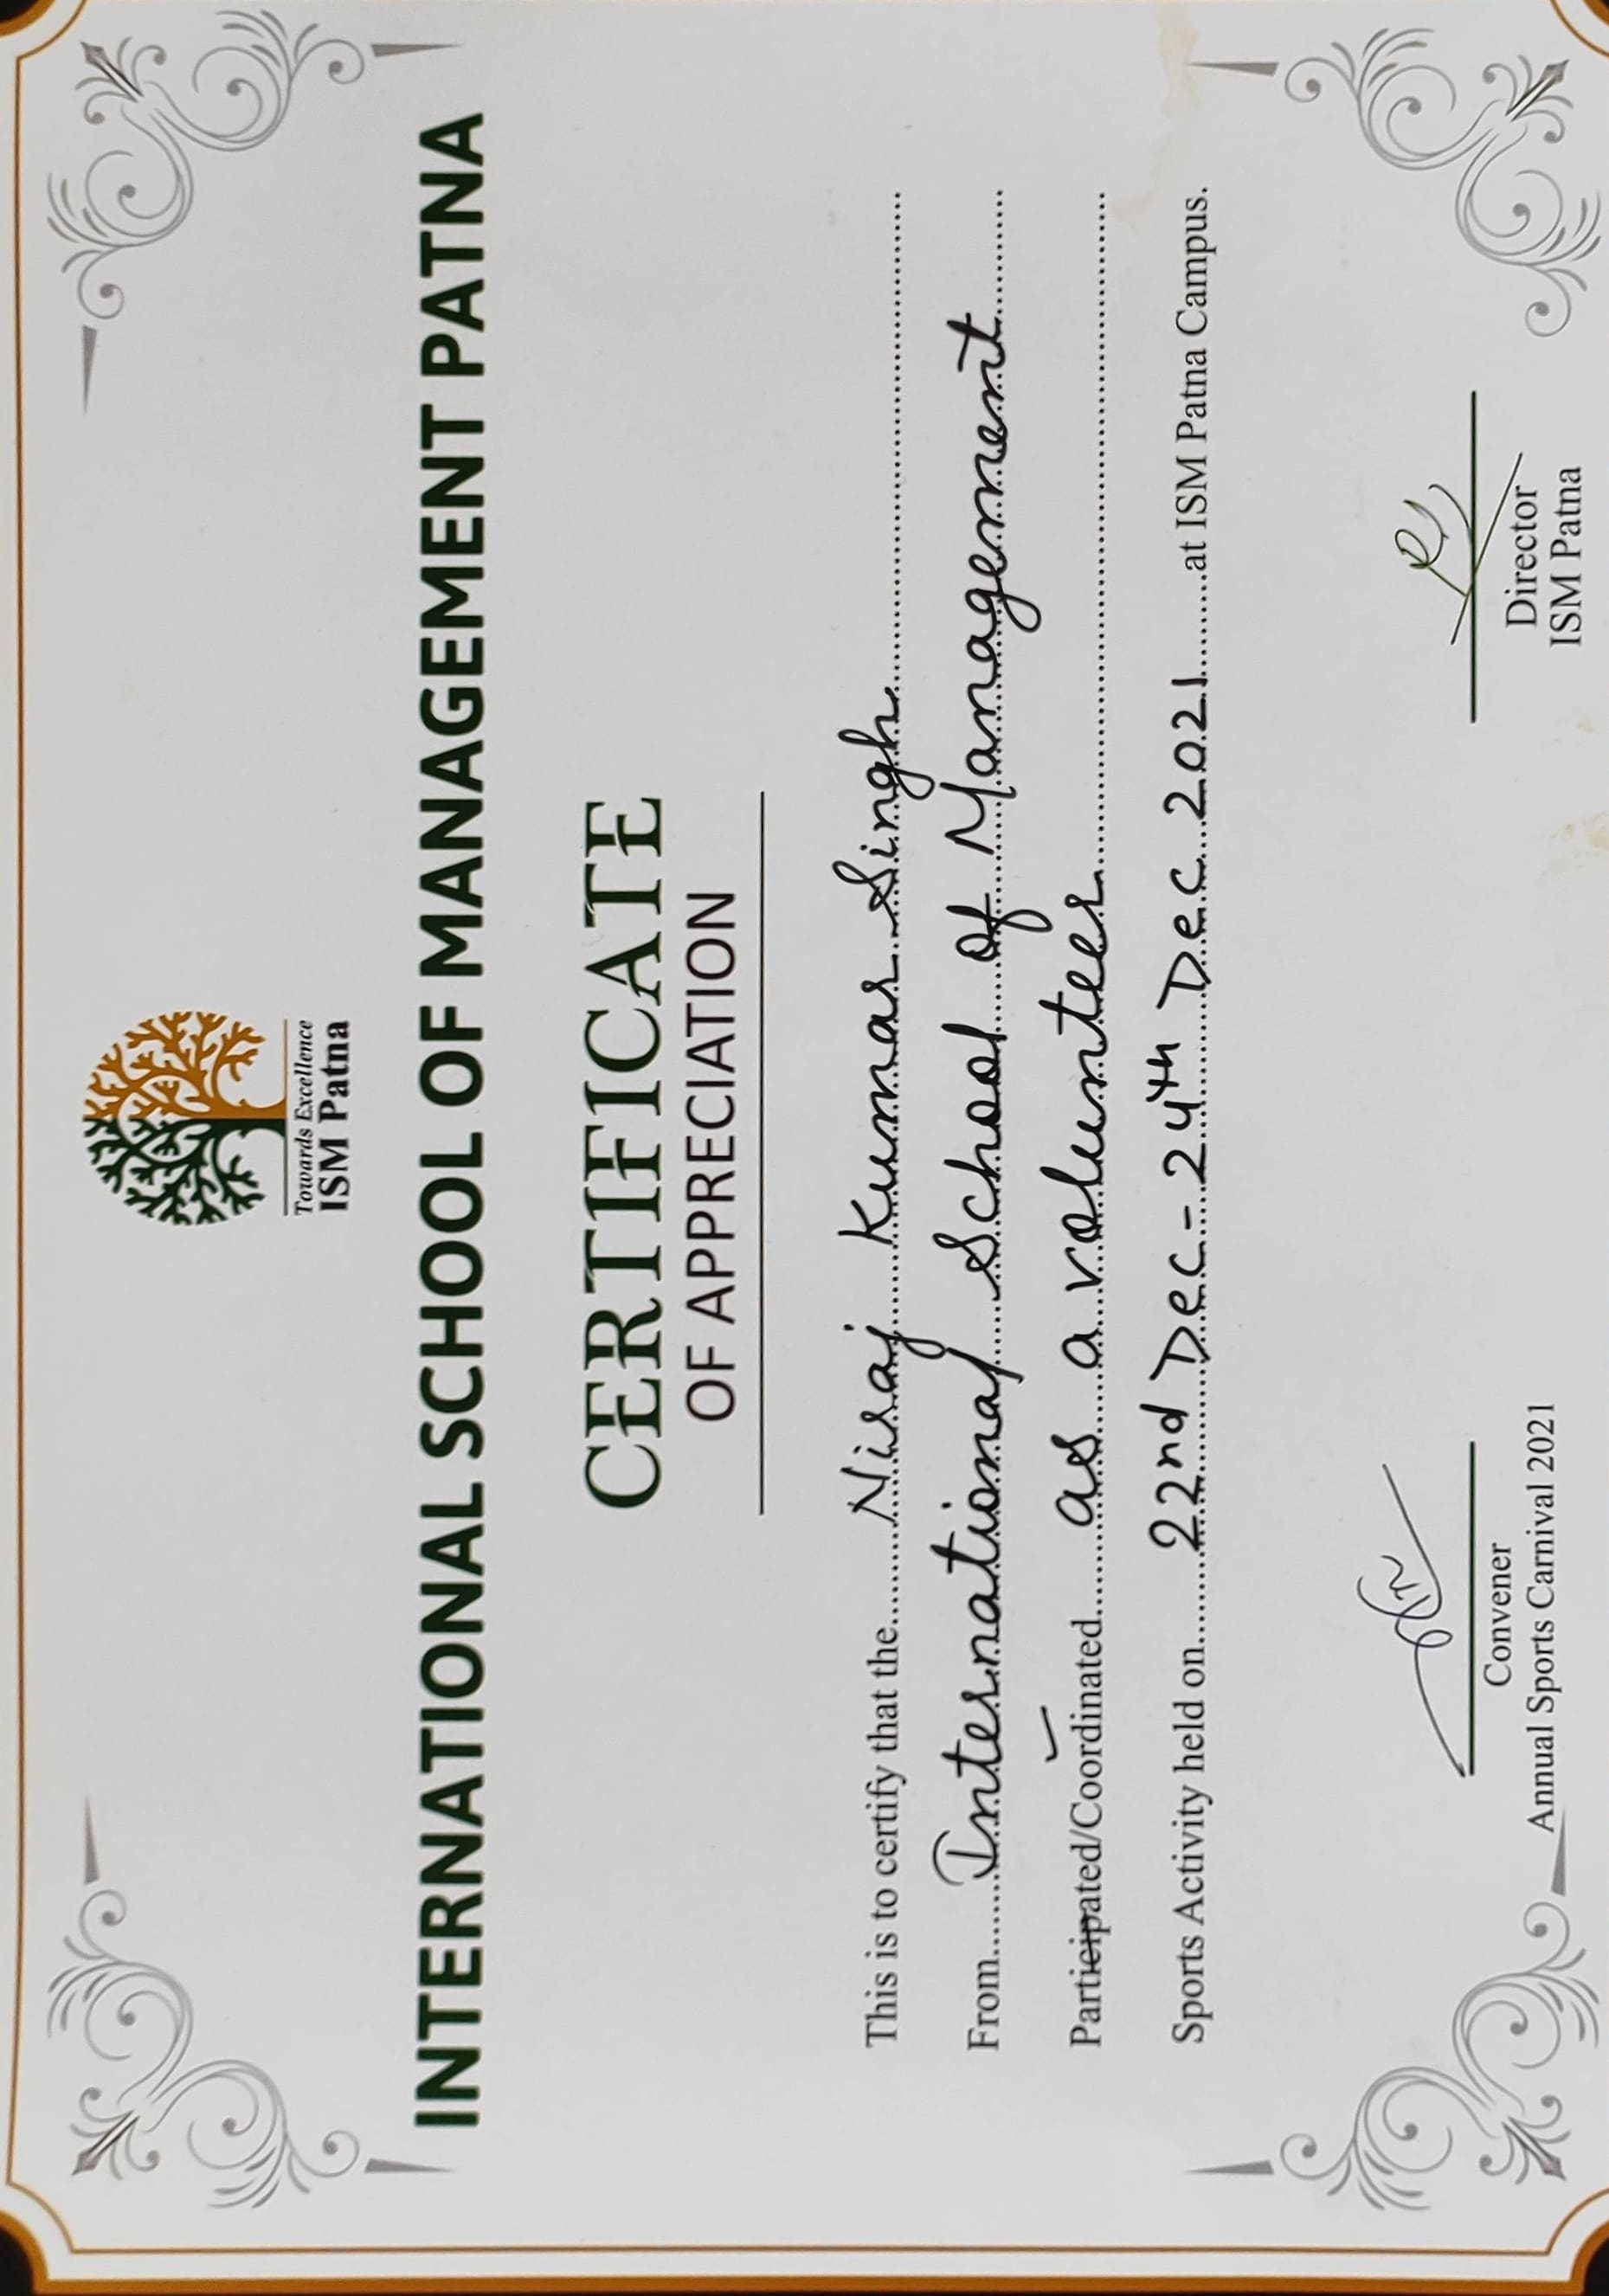 Towards Excellence
ISM Patna
INTERNATIONAL SCHOOL OF MANAGEMENT PATNA
CERTIFICATE
OF APPRECIATION
This is to certify that the........Niraj Kumar Singh........
From........International School of Management........
Participated/Coordinated........as a volunteer........
Sports Activity held on........22nd Dec - 24th Dec 2021........at ISM Patna Campus.
Convener
Annual Sports Carnival 2021
Director
ISM Patna